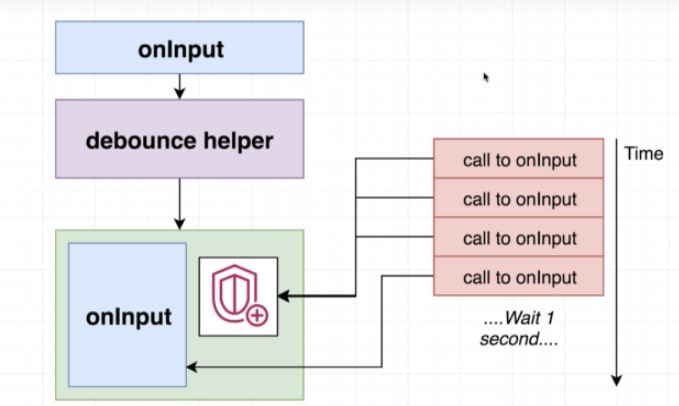 onInput
debounce helper
onInput
call to onInput
call to onInput
call to onInput
call to onInput
....Wait 1
second....
Time